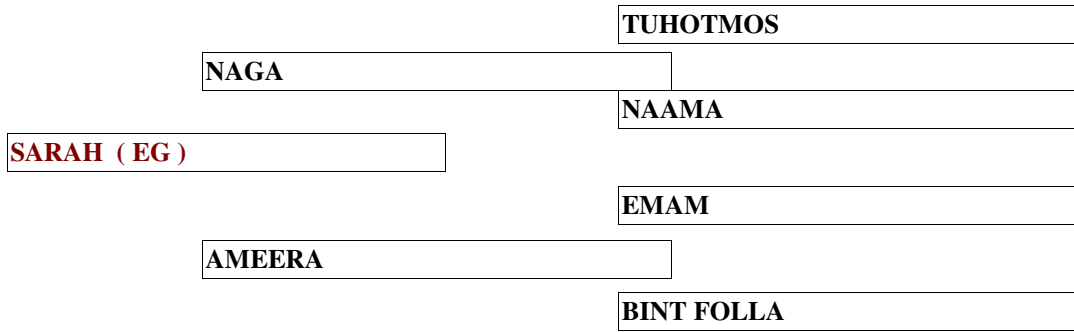 TUHOTMOS
NAGA
NAAMA
SARAH ( EG )
EMAM
AMEERA
BINT FOLLA